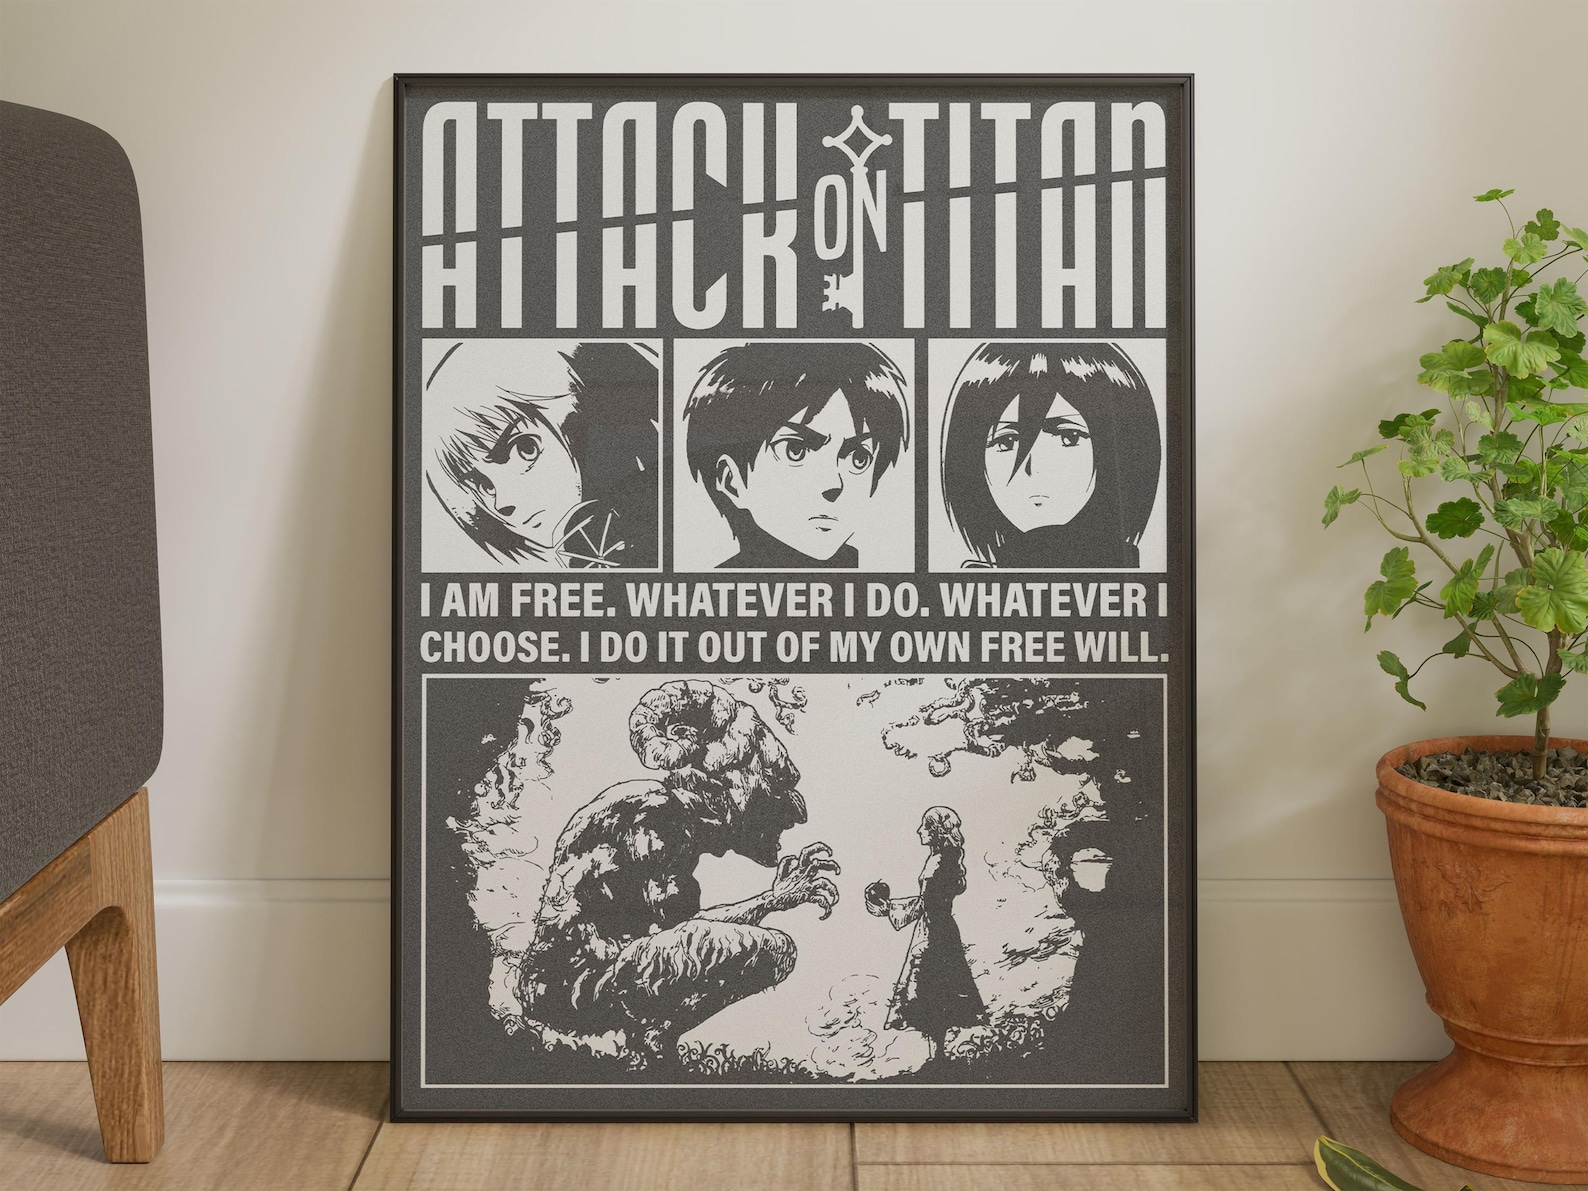 ATTACK ON TITAN
I AM FREE. WHATEVER I DO. WHATEVER I
CHOOSE. I DO IT OUT OF MY OWN FREE WILL.